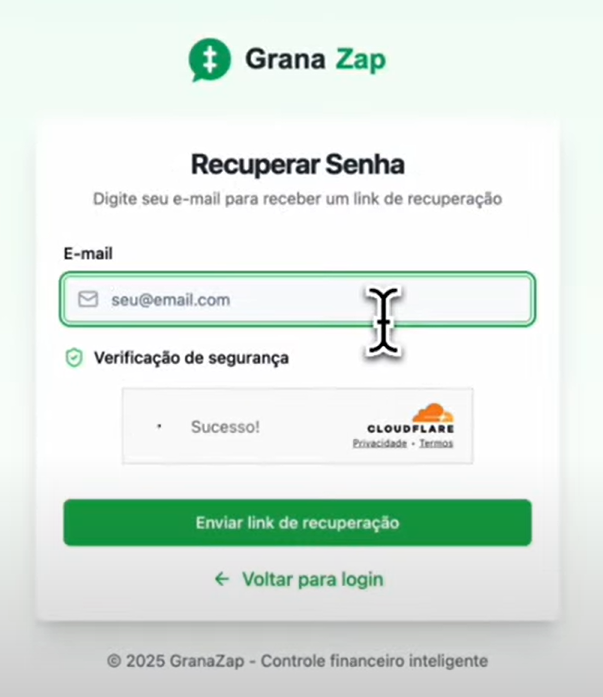 Grana Zap
Recuperar Senha
Digite seu e-mail para receber um link de recuperação
E-mail
seu@email.com
Verificação de segurança
Sucesso!
CLOUDFLARE
Privacidade • Termos
Enviar link de recuperação
← Voltar para login
© 2025 GranaZap - Controle financeiro inteligente